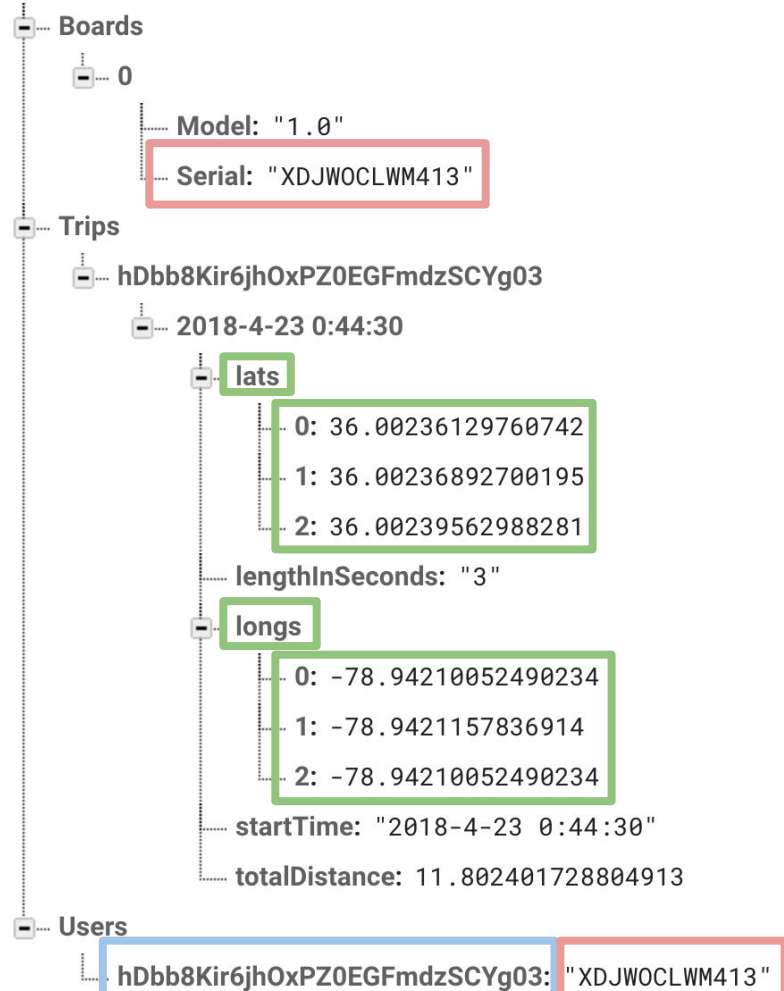 Boards
0
Model: "1.0"
Serial: "XDJWOCLWM413"
Trips
hDbb8Kir6jhOxPZ0EGFmdzSCYg03
2018-4-23 0:44:30
lats
0: 36.00236129760742
1: 36.00236892700195
2: 36.00239562988281
lengthInSeconds: "3"
longs
0: -78.94210052490234
1: -78.9421157836914
2: -78.94210052490234
startTime: "2018-4-23 0:44:30"
totalDistance: 11.802401728804913
Users
hDbb8Kir6jhOxPZ0EGFmdzSCYg03: "XDJWOCLWM413"